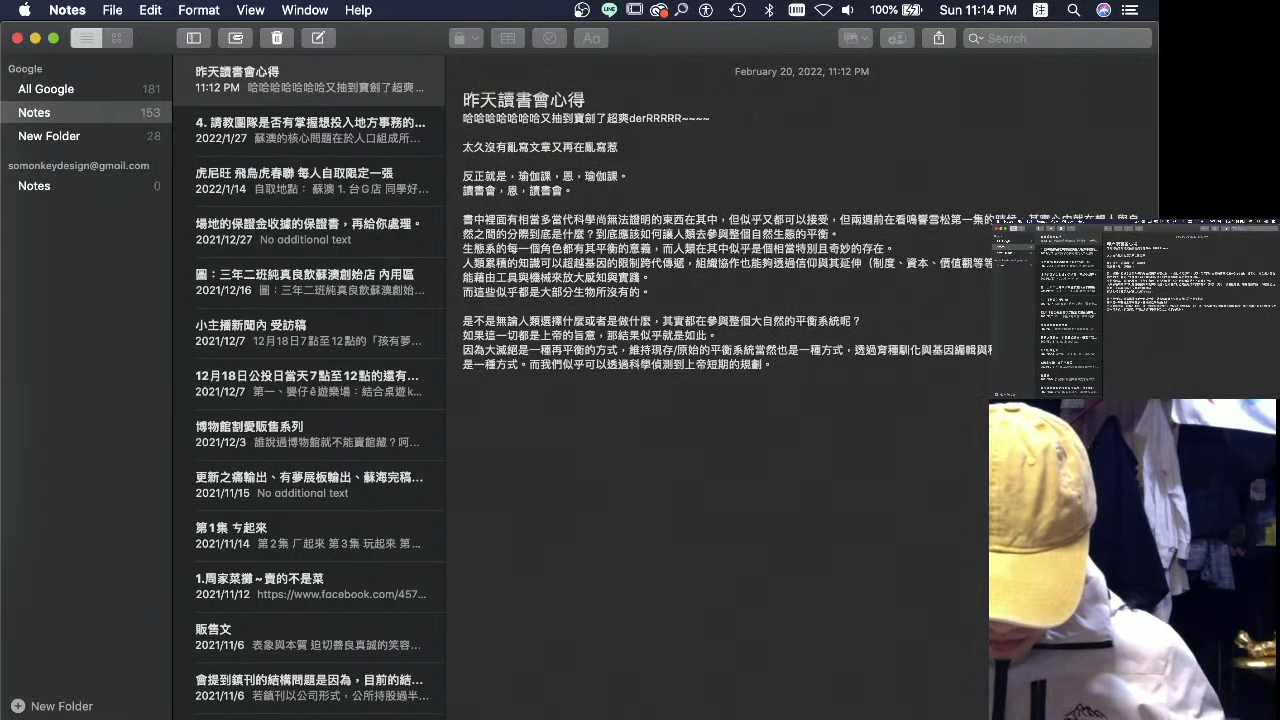 Notes File Edit Format View Window Help 100% Sun 11:14 PM 注
Search
Google
All Google 181
Notes 153
New Folder 28
somonkeydesign@gmail.com
Notes 0
New Folder
昨天讀書會心得
11:12 PM 哈哈哈哈哈哈又抽到寶劍了超爽...
4. 請教團隊是否有掌握想投入地方事務的...
2022/1/27 蘇澳的核心問題在於人口組成所...
虎尼旺 飛鳥虎春聯 每人自取限定一張
2022/1/14 自取地點： 蘇澳 1. 台G店 同學好...
場地的保證金收據的保證書，再給你處理。
2021/12/27 No additional text
圖：三年二班純真喜歡蘇澳創作者共用區
2021/12/16 圖：三年二班純真喜歡蘇澳創始...
小主播新聞內 受訪稿
2021/12/7 12月18日7點至12點的「孩有夢...
12月18日公投日當天7點至12點的還有...
2021/12/7 第一、嬰仔e遊樂場：結合桌遊k...
博物館割愛販售系列
2021/12/3 誰說過博物館就不能賣館藏？呵...
更新之痛輸出、有夢展板輸出、蘇海完稿...
2021/11/15 No additional text
第1集 ㄘ起來
2021/11/14 第2集 ㄏ起來 第3集 玩起來 第...
1.周家菜攤~賣的不是菜
2021/11/12 https://www.facebook.com/457...
販售文
2021/11/6 表象與本質 迫切善良真誠的笑容...
會提到鎮刊的結構問題是因為，目前的結...
2021/11/6 若鎮刊以公司形式，公所持股過半...
February 20, 2022, 11:12 PM
昨天讀書會心得
哈哈哈哈哈哈哈又抽到寶劍了超爽derRRRRR~~~~
太久沒有亂寫文章又再在亂寫惹
反正就是，瑜伽課，恩，瑜伽課。
讀書會，恩，讀書會。
書中裡面有相當多當代科學尚無法證明的東西在其中，但似乎又都可以接受，但兩週前在看鳴響雪松第一集的時候，其實心中就在想人與自
然之間的分際到底是什麼？到底應該如何讓人類去參與整個自然生態的平衡。
生態系的每一個角色都有其平衡的意義，而人類在其中似乎是個相當特別且奇妙的存在。
人類累積的知識可以超越基因的限制跨代傳遞，組織協作也能夠透過信仰與其延伸（制度、資本、價值觀等等
能藉由工具與機械來放大感知與實踐。
而這些似乎都是大部分生物所沒有的。
是不是無論人類選擇什麼或者是做什麼，其實都在參與整個大自然的平衡系統呢？
如果這一切都是上帝的旨意，那結果似乎就是如此。
因為大滅絕是一種再平衡的方式，維持現存/原始的平衡系統當然也是一種方式，透過育種馴化與基因編輯與
是一種方式。而我們似乎可以透過科學偵測到上帝短期的規劃。